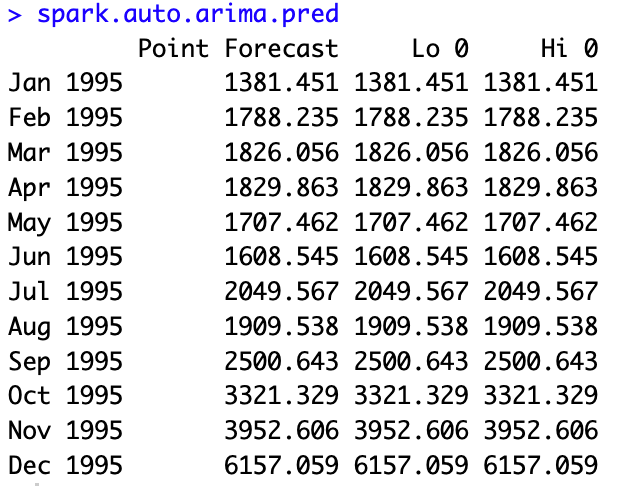 > spark.auto.arima.pred
         Point Forecast     Lo 0     Hi 0
Jan 1995       1381.451 1381.451 1381.451
Feb 1995       1788.235 1788.235 1788.235
Mar 1995       1826.056 1826.056 1826.056
Apr 1995       1829.863 1829.863 1829.863
May 1995       1707.462 1707.462 1707.462
Jun 1995       1608.545 1608.545 1608.545
Jul 1995       2049.567 2049.567 2049.567
Aug 1995       1909.538 1909.538 1909.538
Sep 1995       2500.643 2500.643 2500.643
Oct 1995       3321.329 3321.329 3321.329
Nov 1995       3952.606 3952.606 3952.606
Dec 1995       6157.059 6157.059 6157.059